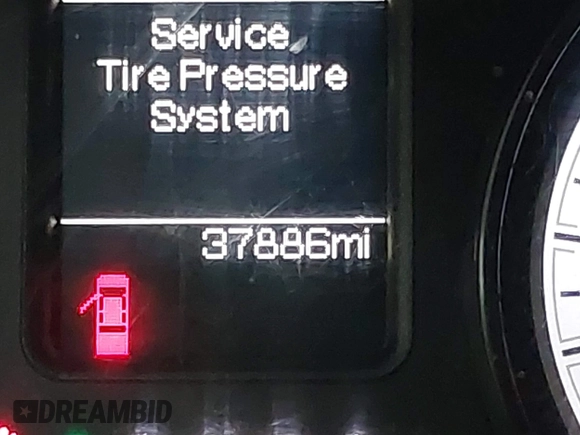 Service
Tire Pressure
System
37886mi
DREAMBID